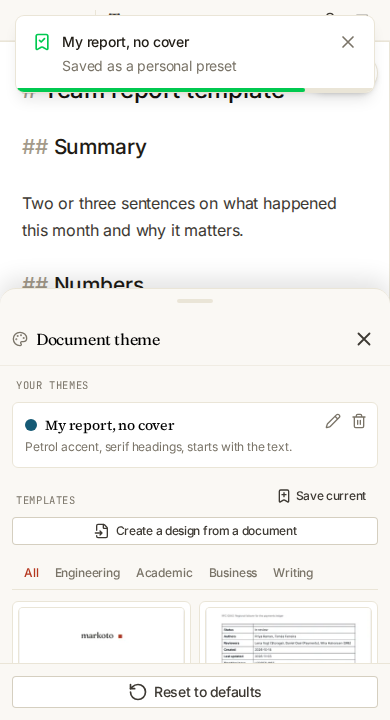 My report, no cover
Saved as a personal preset
# Team report template
## Summary
Two or three sentences on what happened
this month and why it matters.
## Numbers
Document theme
YOUR THEMES
My report, no cover
Petrol accent, serif headings, starts with the text.
TEMPLATES
Save current
Create a design from a document
All Engineering Academic Business Writing
markoto
Reset to defaults